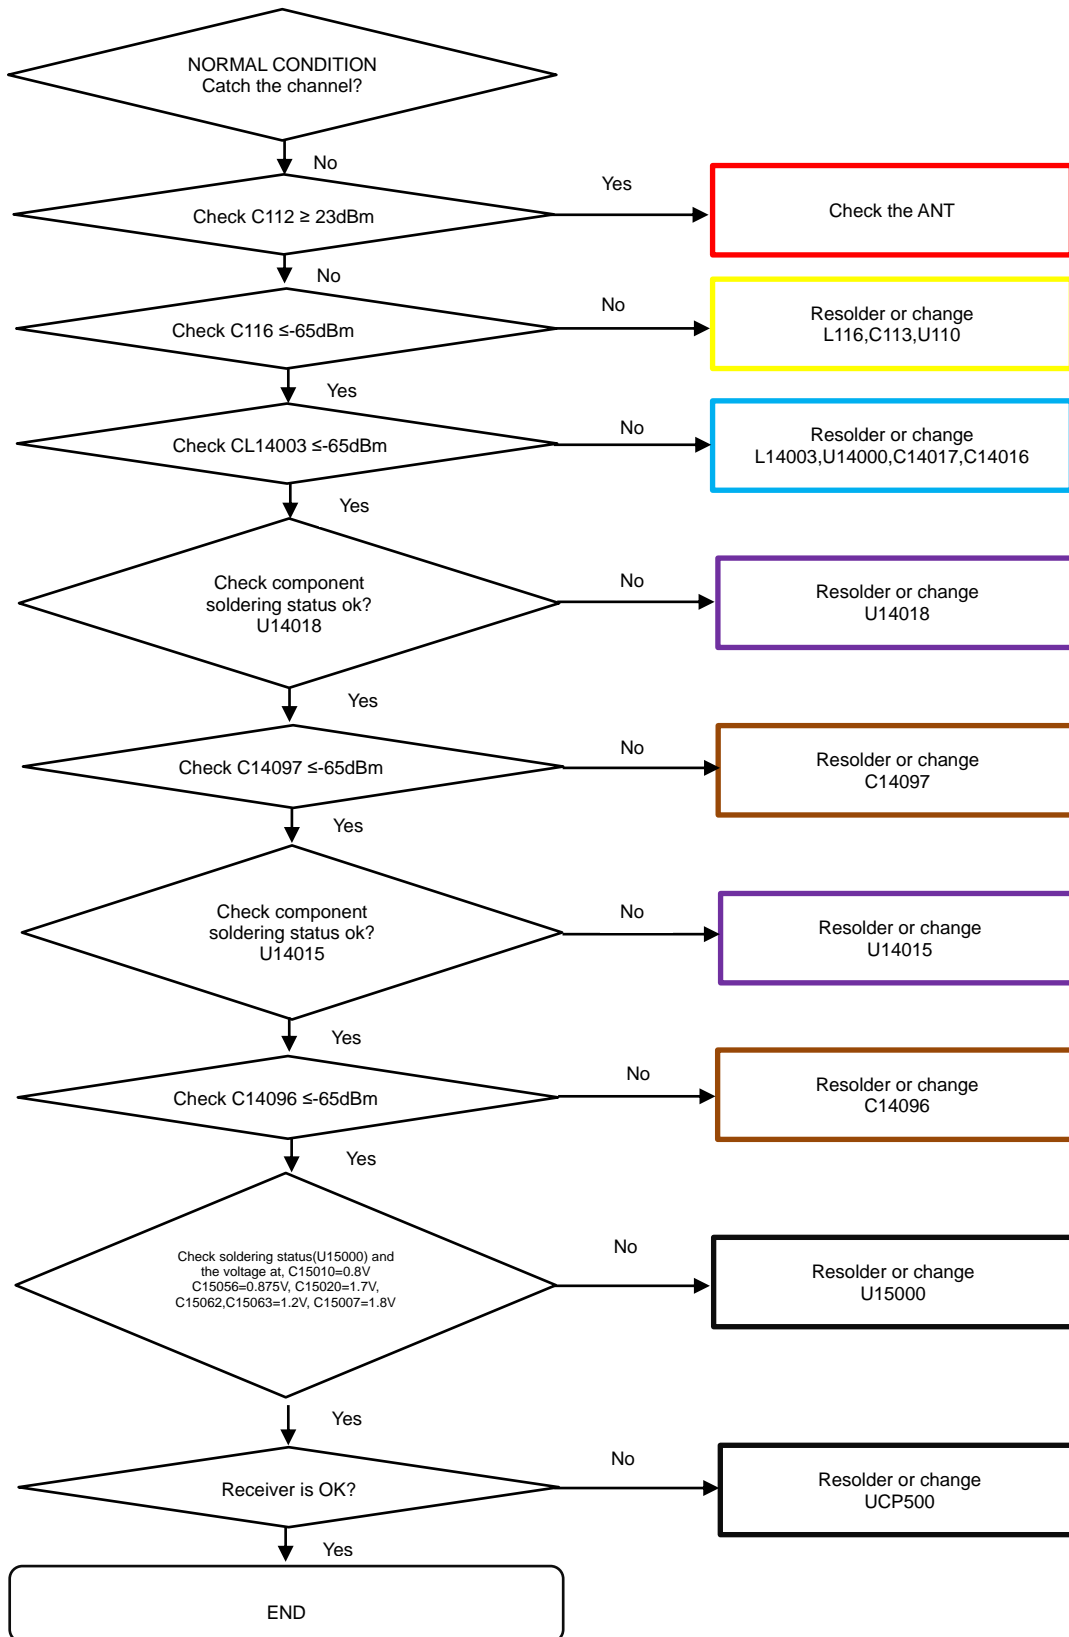 NORMAL CONDITION
Catch the channel?
No
Check C112 ≥ 23dBm
Yes
Check the ANT
No
Check C116 ≤-65dBm
No
Resolder or change
L116,C113,U110
Yes
Check CL14003 ≤-65dBm
No
Resolder or change
L14003,U14000,C14017,C14016
Yes
Check component
soldering status ok?
U14018
No
Resolder or change
U14018
Yes
Check C14097 ≤-65dBm
No
Resolder or change
C14097
Yes
Check component
soldering status ok?
U14015
No
Resolder or change
U14015
Yes
Check C14096 ≤-65dBm
No
Resolder or change
C14096
Yes
Check soldering status(U15000) and
the voltage at, C15010=0.8V
C15056=0.875V, C15020=1.7V,
C15062,C15063=1.2V, C15007=1.8V
No
Resolder or change
U15000
Yes
Receiver is OK?
No
Resolder or change
UCP500
Yes
END